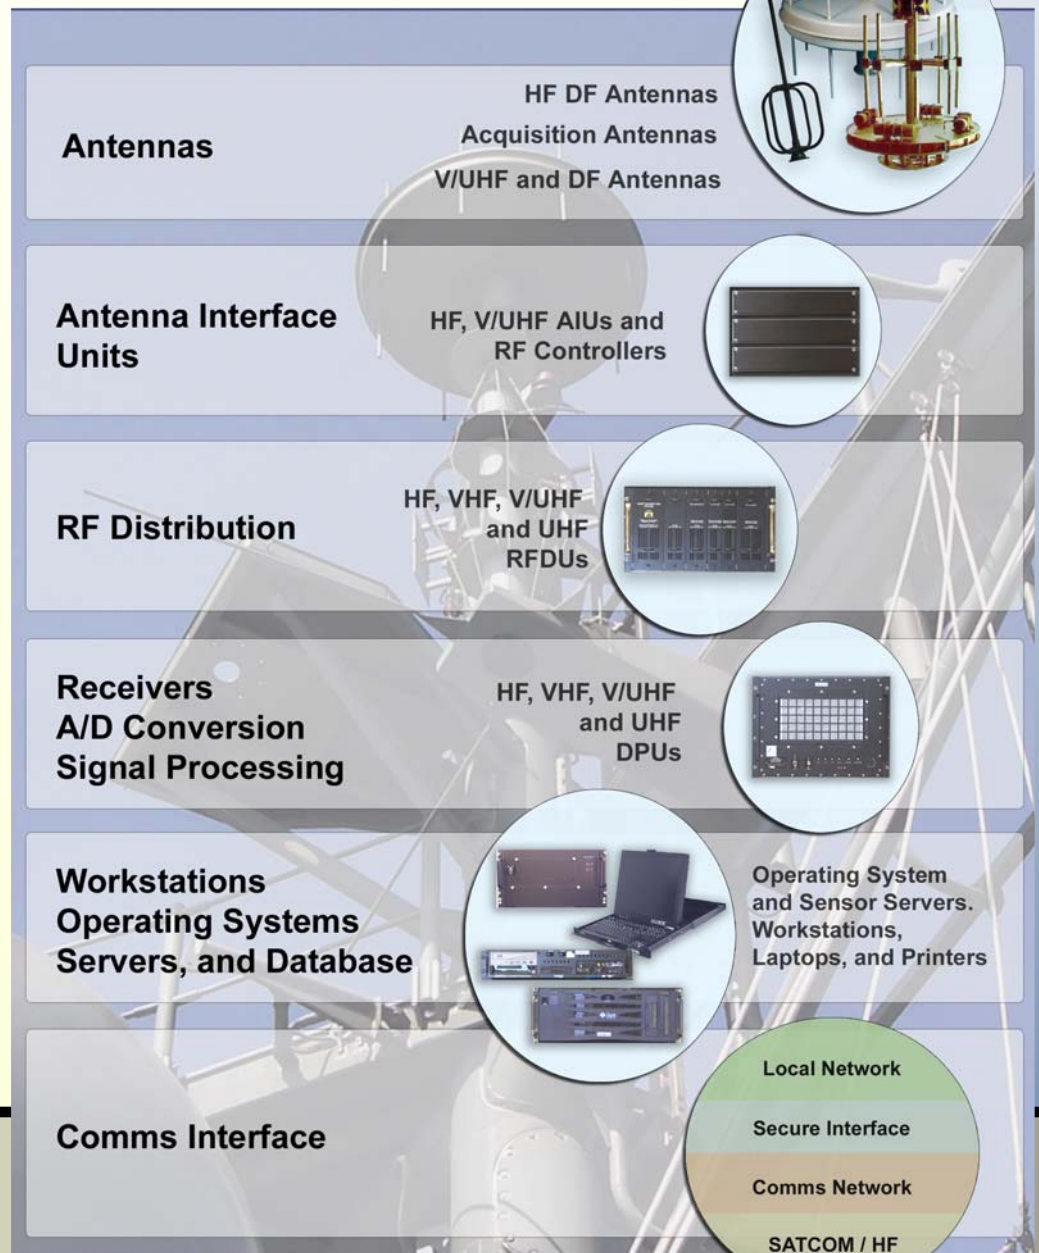 Antennas
HF DF Antennas
Acquisition Antennas
V/UHF and DF Antennas
Antenna Interface
Units
HF, V/UHF AIUs and
RF Controllers
RF Distribution
HF, VHF, V/UHF
and UHF
RFDUs
Receivers
A/D Conversion
Signal Processing
HF, VHF, V/UHF
and UHF
DPUs
Workstations
Operating Systems
Servers, and Database
Operating System
and Sensor Servers.
Workstations,
Laptops, and Printers
Comms Interface
Local Network
Secure Interface
Comms Network
SATCOM / HF